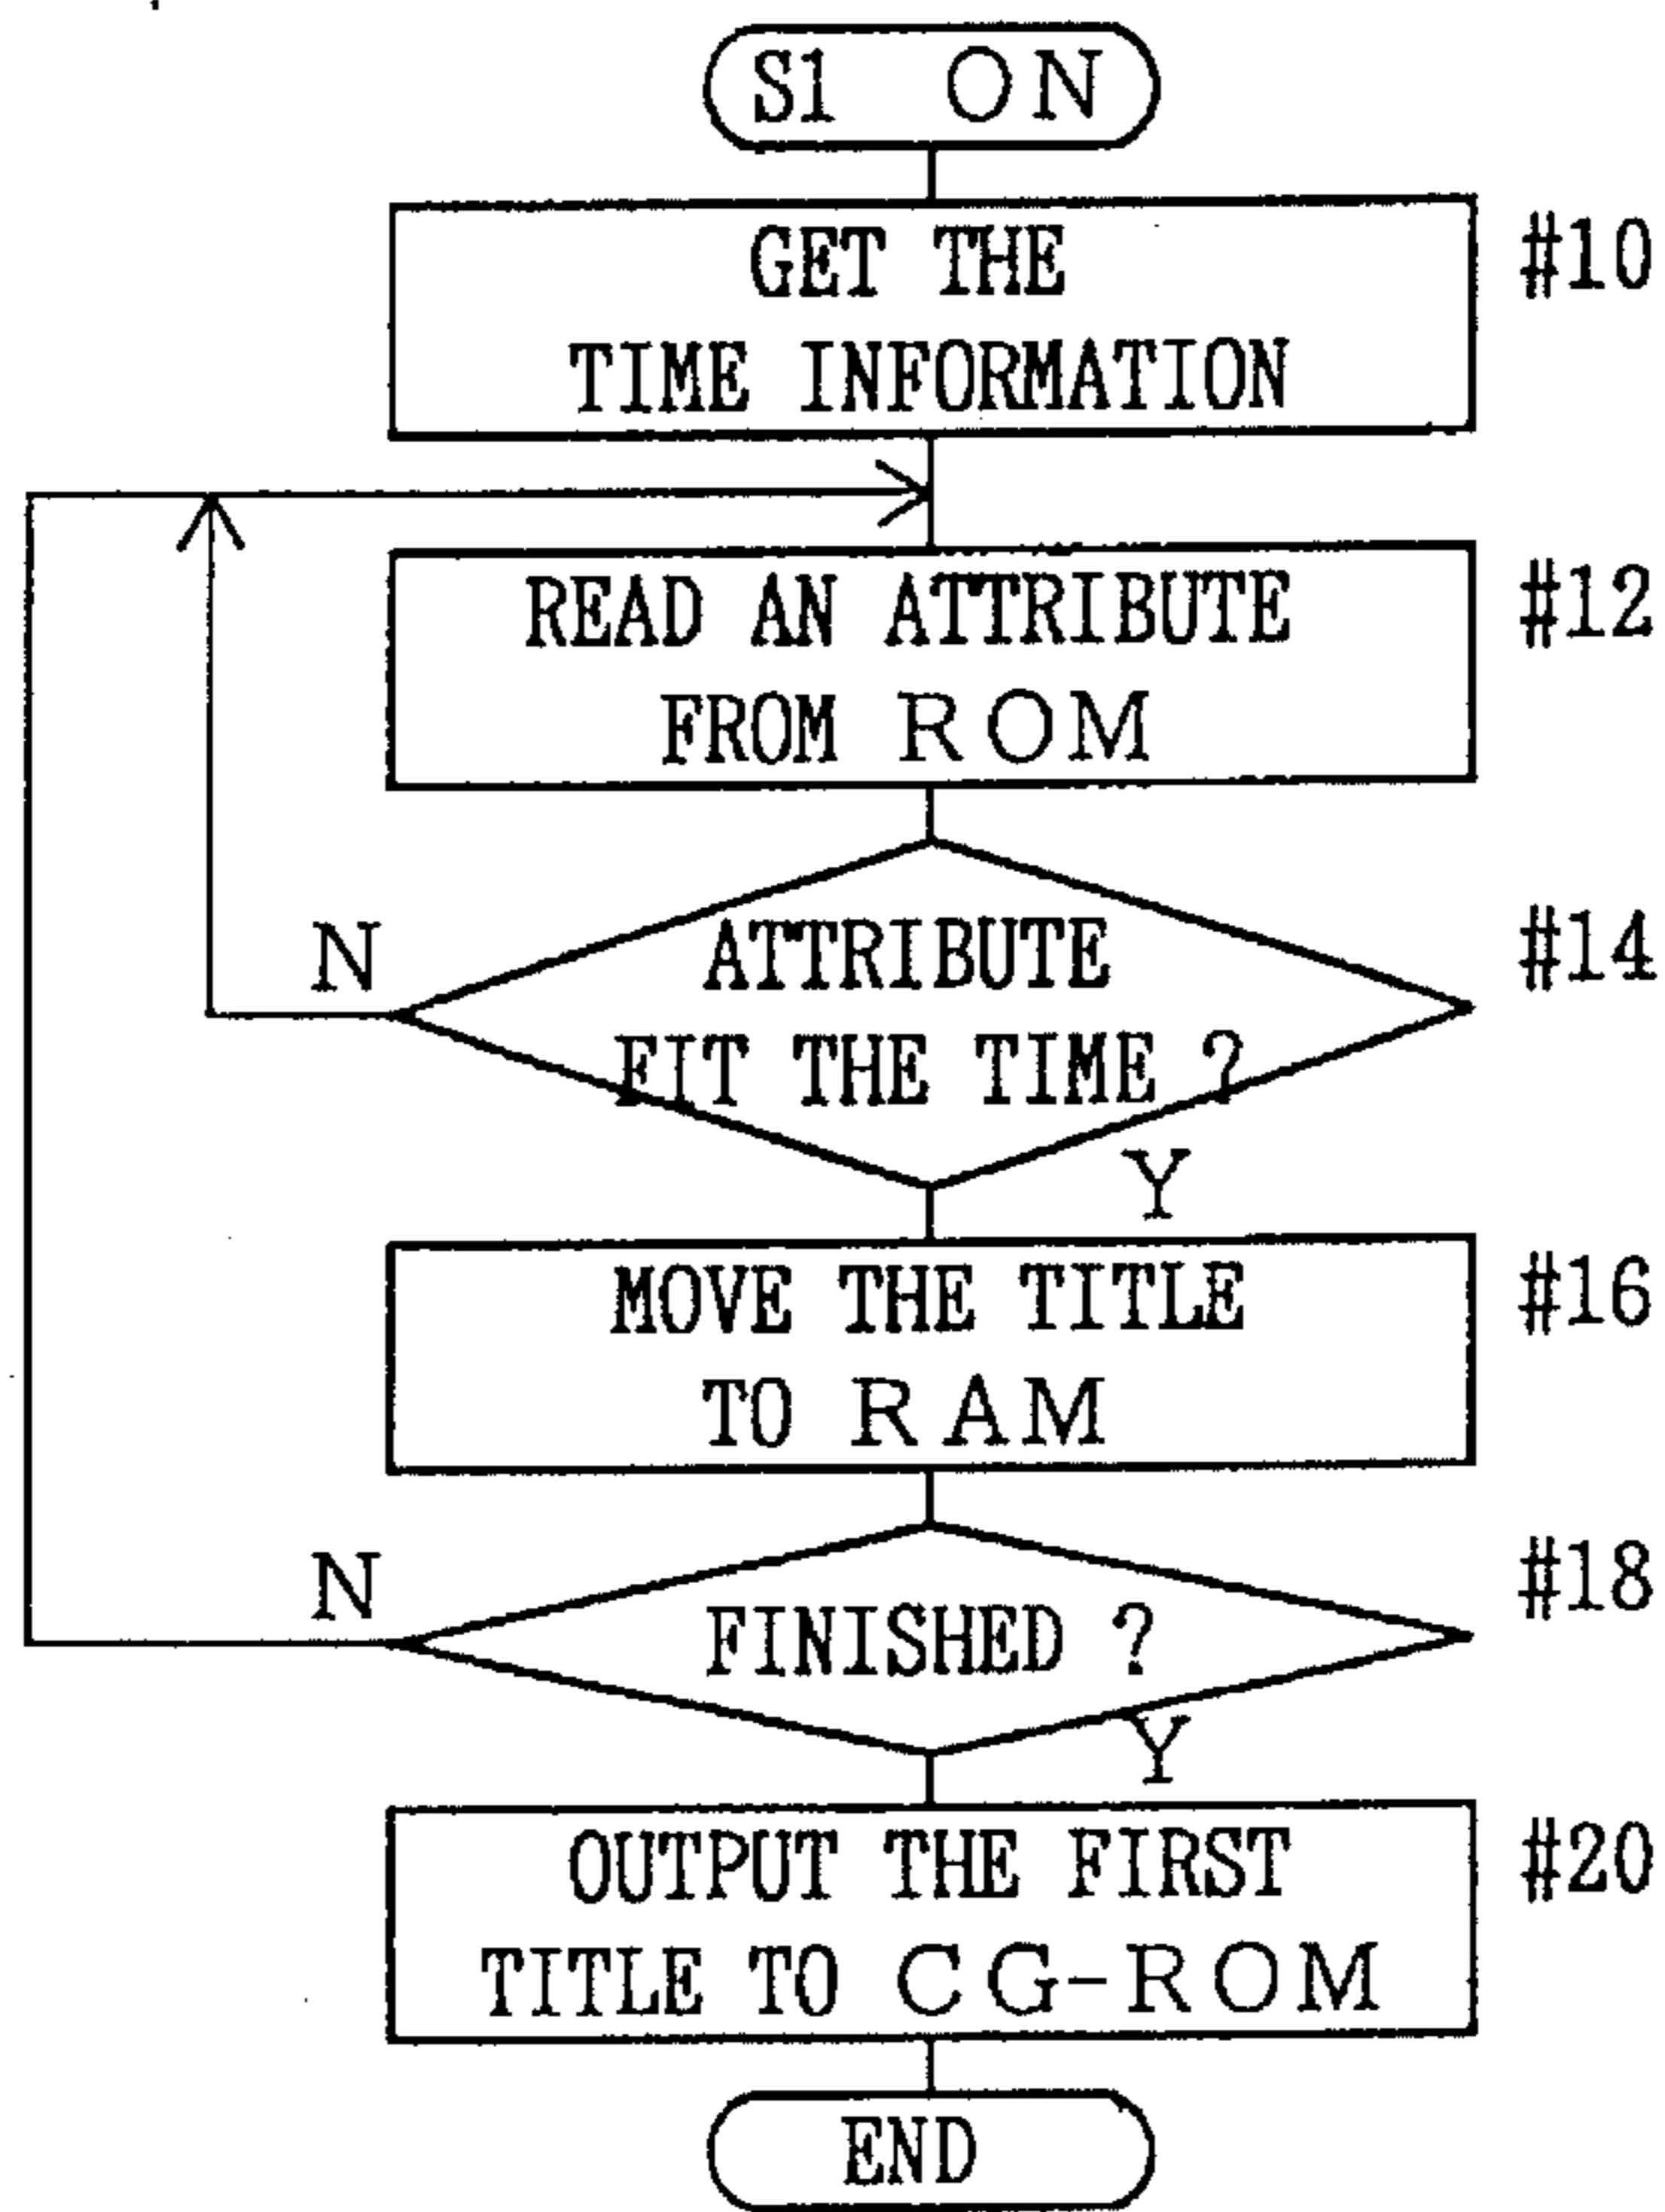 S1 ON
GET THE
TIME INFORMATION
#10
READ AN ATTRIBUTE
FROM ROM
#12
N
ATTRIBUTE
FIT THE TIME ?
#14
Y
MOVE THE TITLE
TO RAM
#16
N
FINISHED ?
#18
Y
OUTPUT THE FIRST
TITLE TO CG-ROM
#20
END